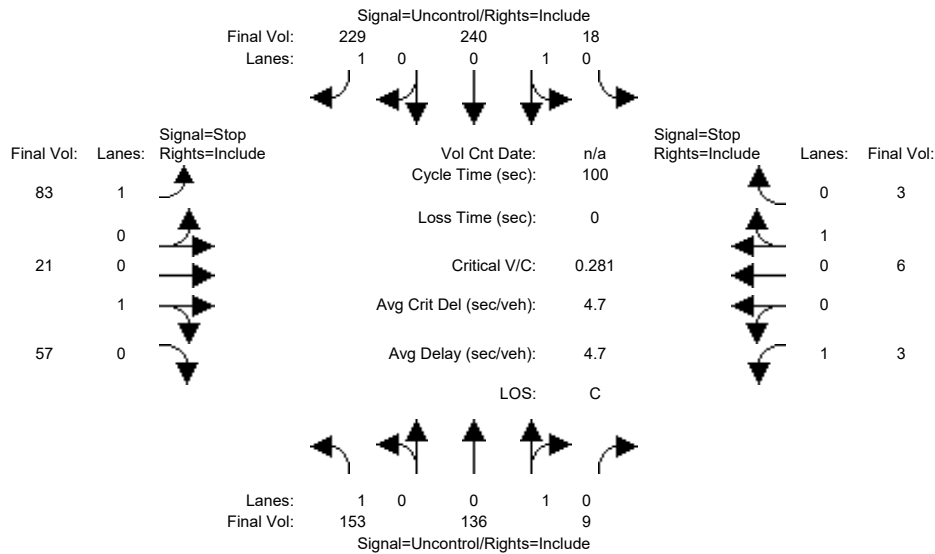 Signal=Uncontrol/Rights=Include
Final Vol: 229 240 18
Lanes: 1 0 0 1 0
Signal=Stop Signal=Stop
Final Vol: Lanes: Rights=Include Vol Cnt Date: n/a Rights=Include Lanes: Final Vol:
Cycle Time (sec): 100
83 1 0 3
Loss Time (sec): 0
0 1
21 0 Critical V/C: 0.281 0 6
1 Avg Crit Del (sec/veh): 4.7 0
57 0 Avg Delay (sec/veh): 4.7 1 3
LOS: C
Lanes: 1 0 0 1 0
Final Vol: 153 136 9
Signal=Uncontrol/Rights=Include